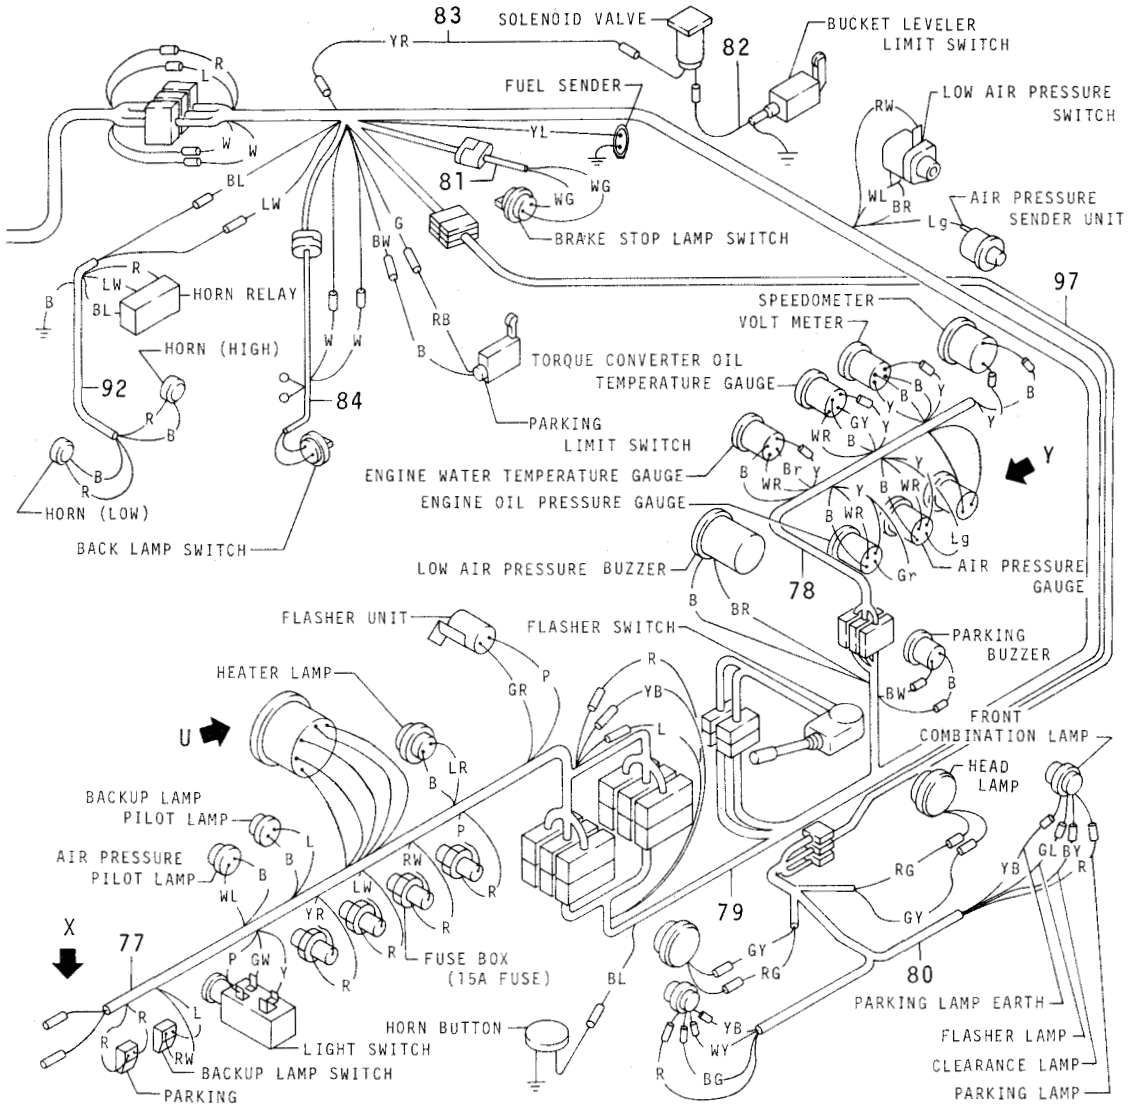 83
SOLENOID VALVE
82
BUCKET LEVELER
LIMIT SWITCH
YR
R
L
FUEL SENDER
LOW AIR PRESSURE
SWITCH
RW
YL
W
W
BL
81
WG
WG
WL
BR
AIR PRESSURE
SENDER UNIT
Lg
LW
G
BW
BRAKE STOP LAMP SWITCH
R
LW
BL
B
HORN RELAY
97
SPEEDOMETER
VOLT METER
RB
B
W
W
HORN (HIGH)
TORQUE CONVERTER OIL
TEMPERATURE GAUGE
B
Y
B
B
Y
92
84
R
B
PARKING
LIMIT SWITCH
GY
Y
Y
WR
B
Y
B
R
ENGINE WATER TEMPERATURE GAUGE
B
Br
Y
WR
Y
B
WR
Y
ENGINE OIL PRESSURE GAUGE
HORN (LOW)
B
WR
Lg
BACK LAMP SWITCH
LOW AIR PRESSURE BUZZER
Gr
AIR PRESSURE
GAUGE
78
B
BR
FLASHER UNIT
FLASHER SWITCH
PARKING
BUZZER
HEATER LAMP
R
P
GR
YB
BW
B
L
U
FRONT
COMBINATION LAMP
HEAD
LAMP
LR
B
BACKUP LAMP
PILOT LAMP
L
B
P
AIR PRESSURE
PILOT LAMP
B
WL
RW
LW
R
YR
R
R
R
RG
GY
YB
GL
BY
R
79
X
77
P
GW
Y
FUSE BOX
(15A FUSE)
BL
GY
RG
80
PARKING LAMP EARTH
L
R
R
RW
HORN BUTTON
YB
WY
BG
R
FLASHER LAMP
LIGHT SWITCH
BACKUP LAMP SWITCH
CLEARANCE LAMP
PARKING
PARKING LAMP